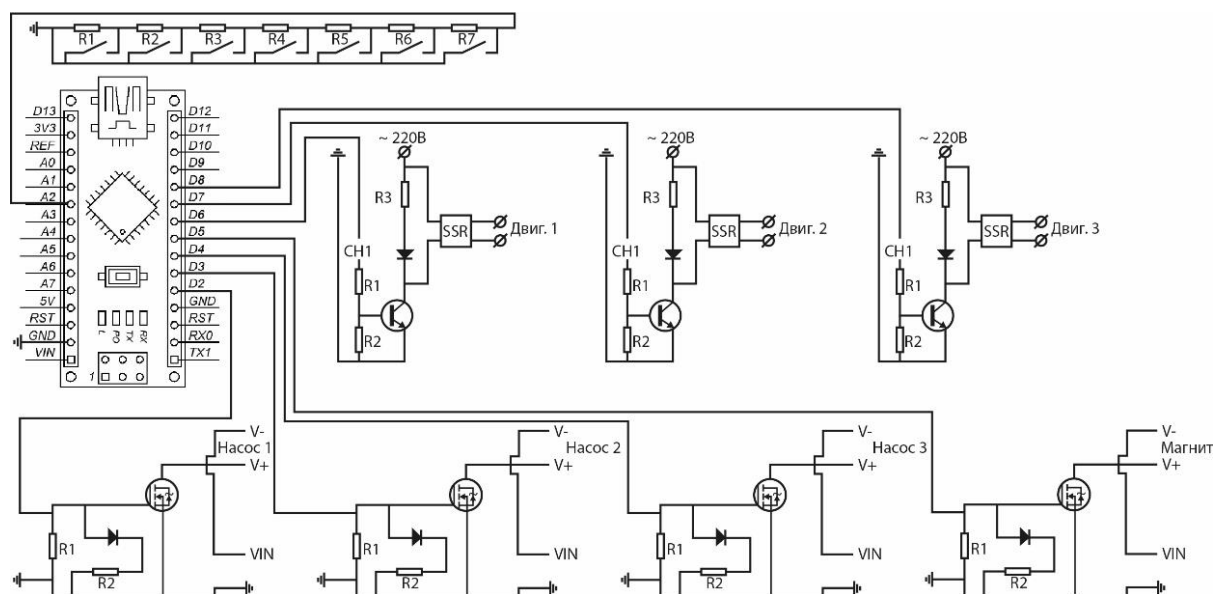 R1 R2 R3 R4 R5 R6 R7
D13
3V3
REF
A0
A1
A2
A3
A4
A5
A6
A7
5V
RST
GND
VIN
D12
D11
D10
D9
D8
D7
D6
D5
D4
D3
D2
GND
RST
RX0
TX1
L PO TX RX
1
~ 220В
R3
SSR
Двиг. 1
CH1
R1
R2
~ 220В
R3
SSR
Двиг. 2
CH1
R1
R2
~ 220В
R3
SSR
Двиг. 3
CH1
R1
R2
V-
Насос 1
V+
R1
R2
VIN
V-
Насос 2
V+
R1
R2
VIN
V-
Насос 3
V+
R1
R2
VIN
V-
Магнит
V+
R1
R2
VIN